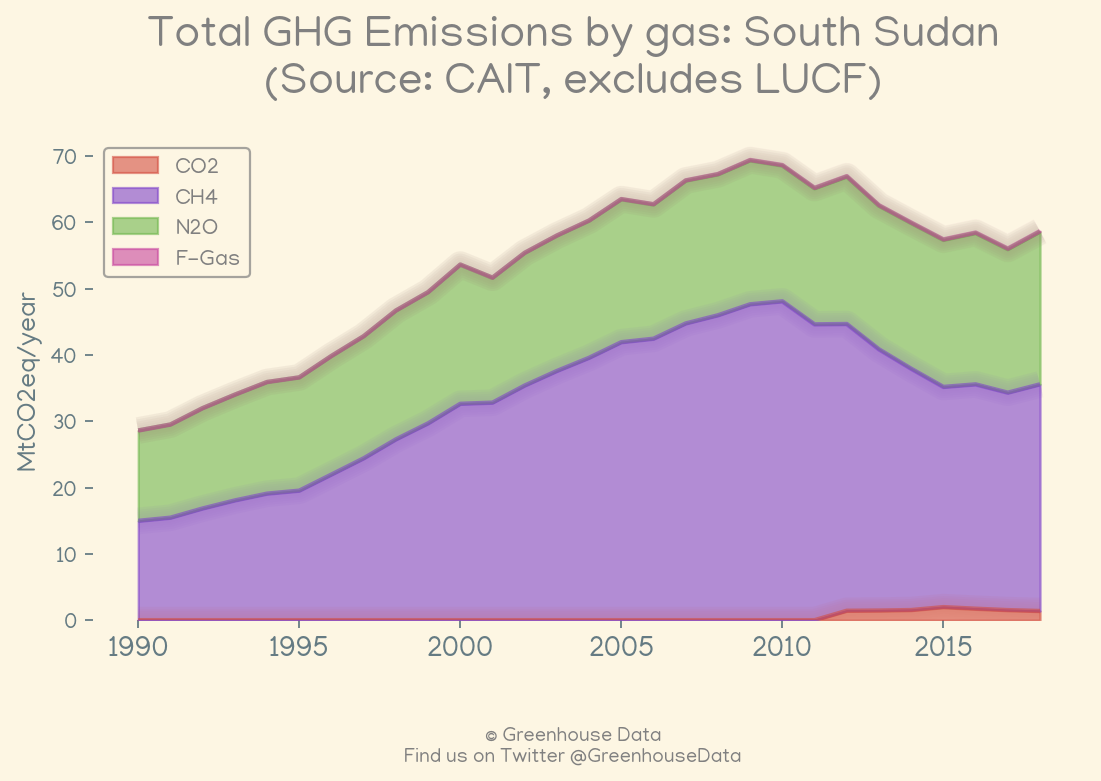 Total GHG Emissions by gas: South Sudan
(Source: CAIT, excludes LUCF)
70
60
50
40
30
20
10
0
MtCO2eq/year
CO2
CH4
N2O
F-Gas
1990 1995 2000 2005 2010 2015
© Greenhouse Data
Find us on Twitter @GreenhouseData